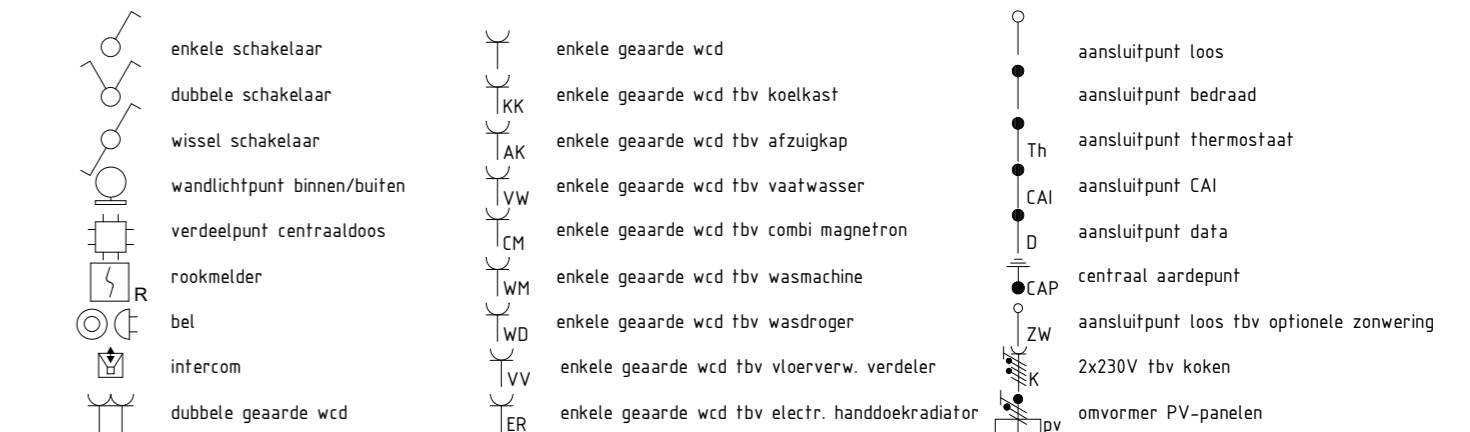 enkele schakelaar
dubbele schakelaar
wissel schakelaar
wandlichtpunt binnen/buiten
verdeelpunt centraaldoos
R rookmelder
bel
intercom
dubbele geaarde wcd
enkele geaarde wcd
KK enkele geaarde wcd tbv koelkast
AK enkele geaarde wcd tbv afzuigkap
VW enkele geaarde wcd tbv vaatwasser
CM enkele geaarde wcd tbv combi magnetron
WM enkele geaarde wcd tbv wasmachine
WD enkele geaarde wcd tbv wasdroger
VV enkele geaarde wcd tbv vloerverw. verdeler
ER enkele geaarde wcd tbv electr. handdoekradiator
aansluitpunt loos
aansluitpunt bedraad
Th aansluitpunt thermostaat
CAI aansluitpunt CAI
D aansluitpunt data
CAP centraal aardepunt
ZW aansluitpunt loos tbv optionele zonwering
K 2x230V tbv koken
pv omvormer PV-panelen